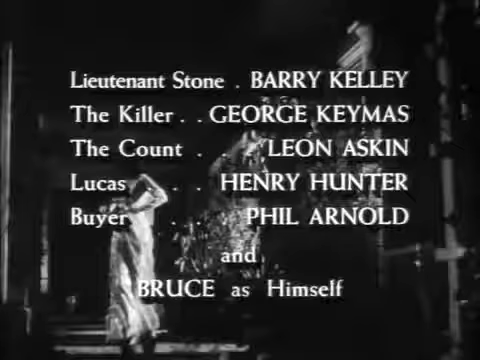 Lieutenant Stone . BARRY KELLEY
The Killer . . GEORGE KEYMAS
The Count . LEON ASKIN
Lucas . . HENRY HUNTER
Buyer . PHIL ARNOLD
and
BRUCE as Himself